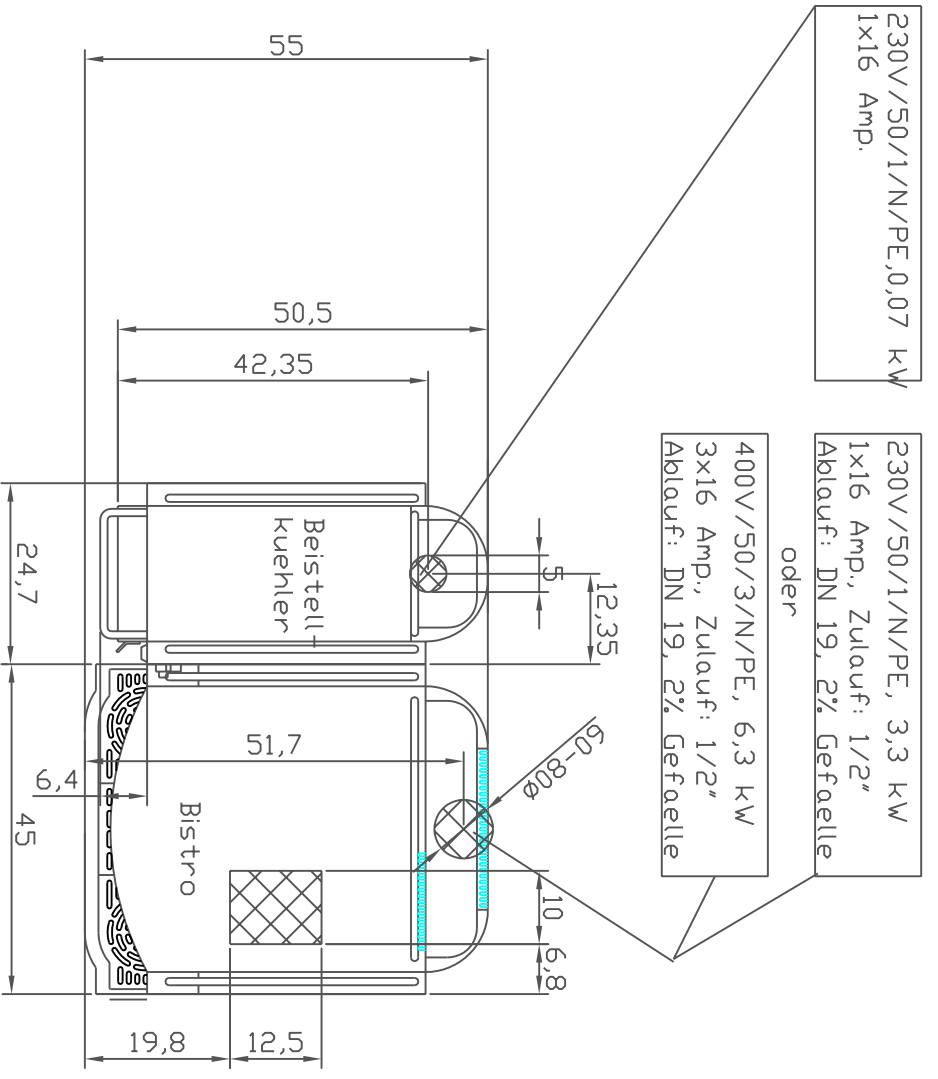 230V/50/1/N/PE,0,07 kW
1x16 Amp.
230V/50/1/N/PE, 3,3 kW
1x16 Amp., Zulauf: 1/2"
Ablauf: DN 19, 2% Gefaelle
oder
400V/50/3/N/PE, 6,3 kW
3x16 Amp., Zulauf: 1/2"
Ablauf: DN 19, 2% Gefaelle
55
50,5
42,35
5
12,35
Beistell-
kuehler
24,7
ø08-09
51,7
6,4
Bistro
45
10
6,8
19,8
12,5